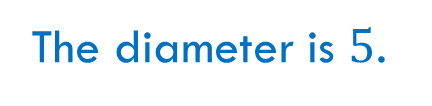 The diameter is 5.